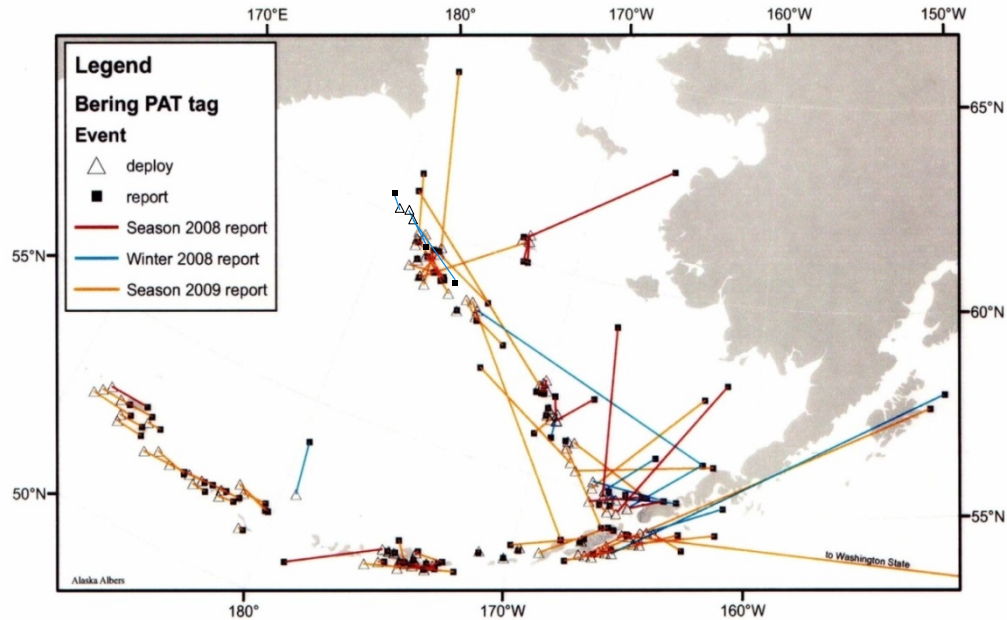 170°E 180° 170°W 160°W 150°W
Legend
Bering PAT tag
Event
deploy
report
Season 2008 report
Winter 2008 report
Season 2009 report
65°N
55°N
60°N
50°N
55°N
to Washington State
Alaska Albers
180° 170°W 160°W